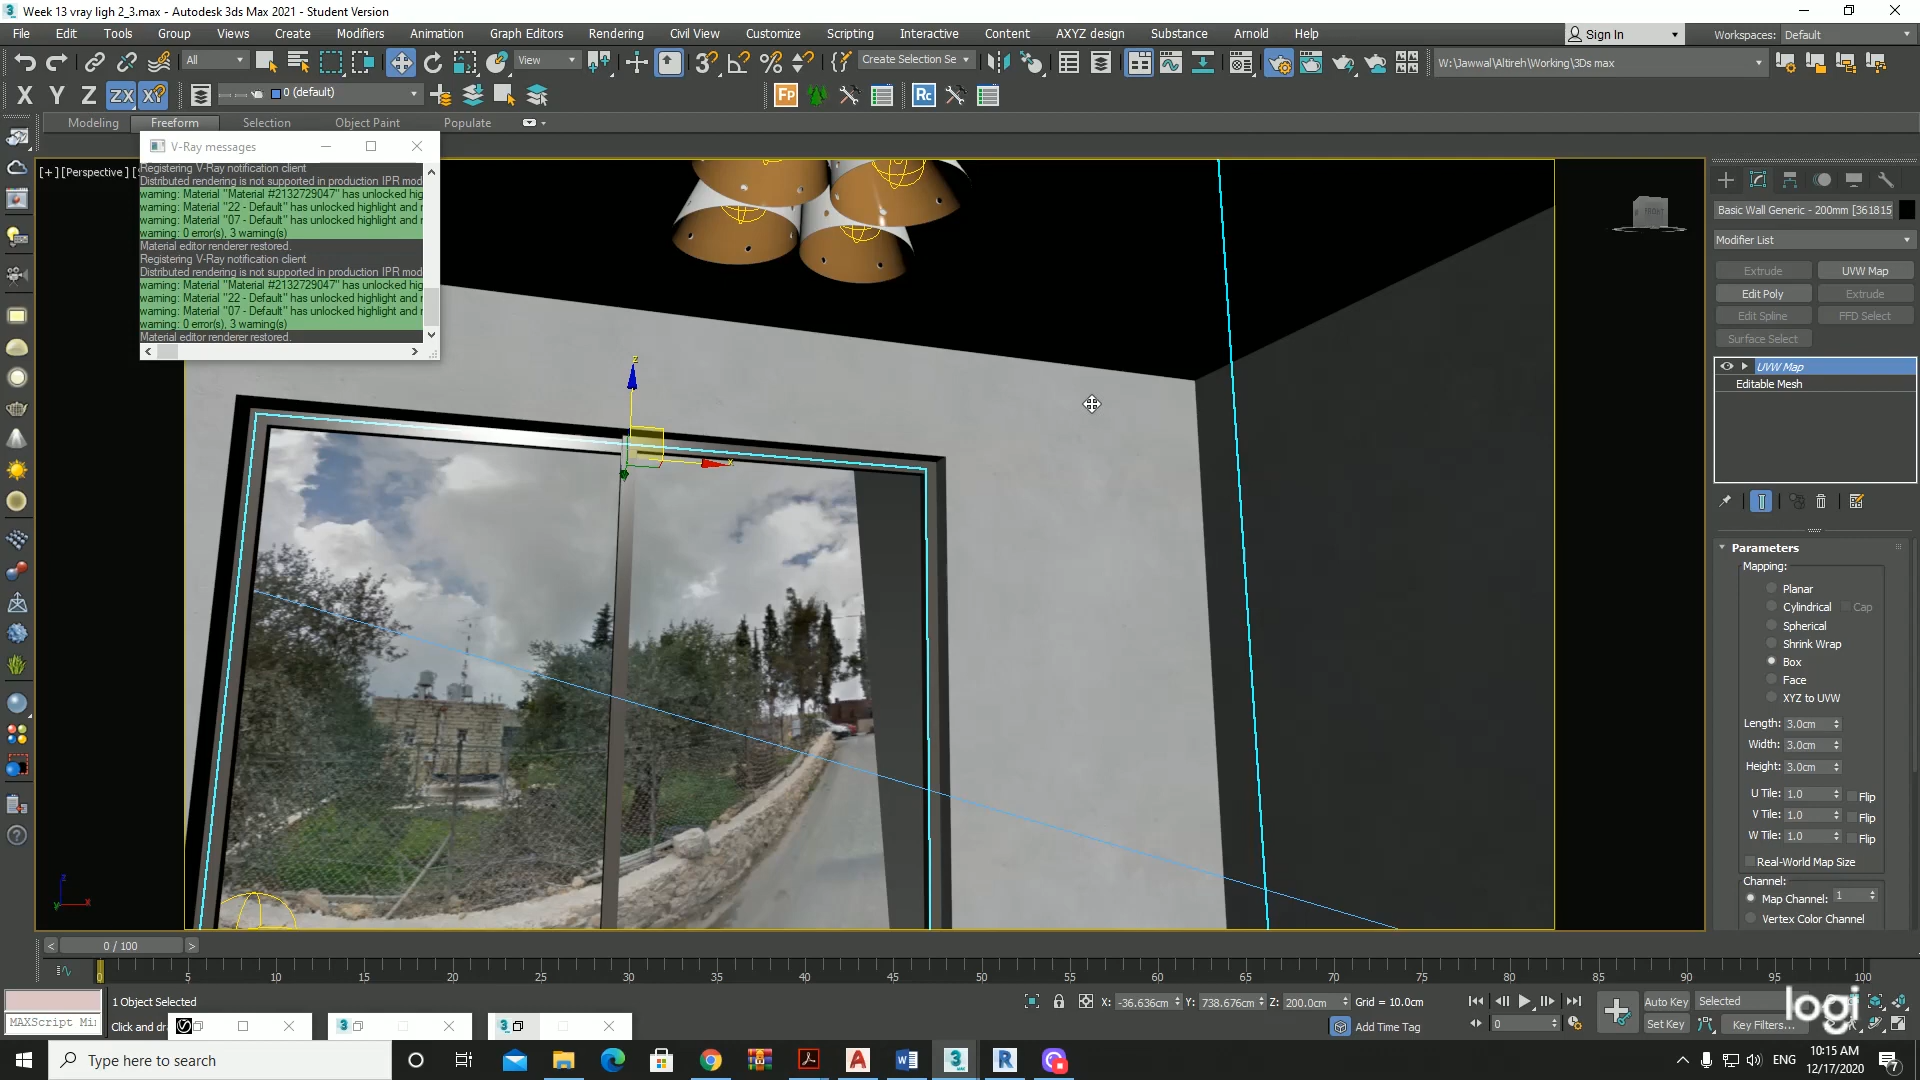 Week 13 vray ligh 2_3.max - Autodesk 3ds Max 2021 - Student Version
File Edit Tools Group Views Create Modifiers Animation Graph Editors Rendering Civil View Customize Scripting Interactive Content AXYZ design Substance Arnold Help
Sign In Workspaces: Default
All View Create Selection Se W:\Jawwal\Altireh\Working\3Ds max
X Y Z ZX XY 0 (default) Fp Rc
Modeling Freeform Selection Object Paint Populate
V-Ray messages
[+] [Perspective]
Registering V-Ray notification client
Distributed rendering is not supported in production IPR mod
warning: Material "Material #2132729047" has unlocked hig
warning: Material "22 - Default" has unlocked highlight and r
warning: Material "07 - Default" has unlocked highlight and r
warning: 0 error(s), 3 warning(s)
Material editor renderer restored.
Registering V-Ray notification client
Distributed rendering is not supported in production IPR mod
warning: Material "Material #2132729047" has unlocked hig
warning: Material "22 - Default" has unlocked highlight and r
warning: Material "07 - Default" has unlocked highlight and r
warning: 0 error(s), 3 warning(s)
Material editor renderer restored.
z
x
FRONT
Basic Wall Generic - 200mm [361815
Modifier List
Extrude UVW Map
Edit Poly Extrude
Edit Spline FFD Select
Surface Select
UVW Map
Editable Mesh
Parameters
Mapping:
Planar
Cylindrical Cap
Spherical
Shrink Wrap
Box
Face
XYZ to UVW
Length: 3.0cm
Width: 3.0cm
Height: 3.0cm
U Tile: 1.0 Flip
V Tile: 1.0 Flip
W Tile: 1.0 Flip
Real-World Map Size
Channel:
Map Channel: 1
Vertex Color Channel
z
y x
0 / 100
0 5 10 15 20 25 30 35 40 45 50 55 60 65 70 75 80 85 90 95 100
1 Object Selected X: -36.636cm Y: 738.676cm Z: 200.0cm Grid = 10.0cm Auto Key Selected
MAXScript Mi Click and dr Add Time Tag 0 Set Key Key Filters...
logi
Type here to search
ENG
10:15 AM
12/17/2020
7